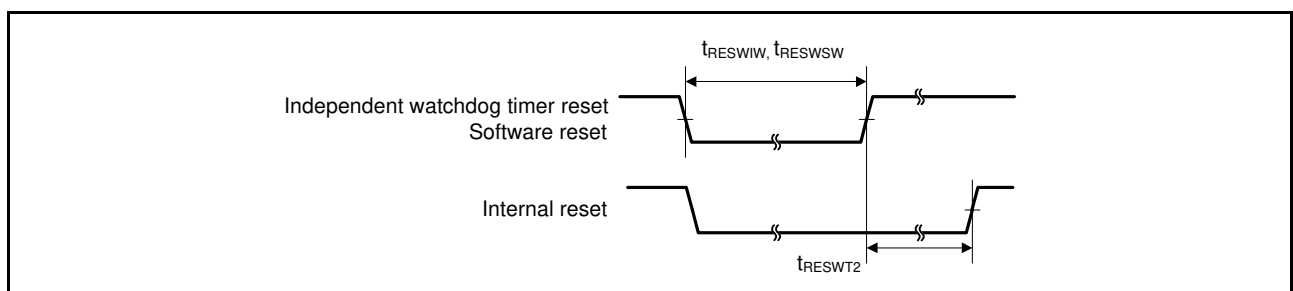 tRESWIW, tRESWSW
Independent watchdog timer reset
Software reset
Internal reset
tRESWT2